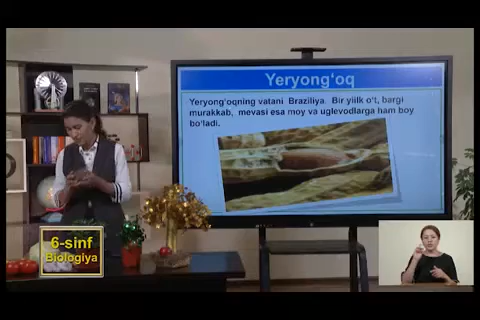 Yeryong‘oq
Yeryong‘oqning vatani Braziliya. Bir yiilk o‘t, bargi
murakkab, mevasi esa moy va uglevodlarga ham boy
bo‘ladi.
6-sinf
Biologiya